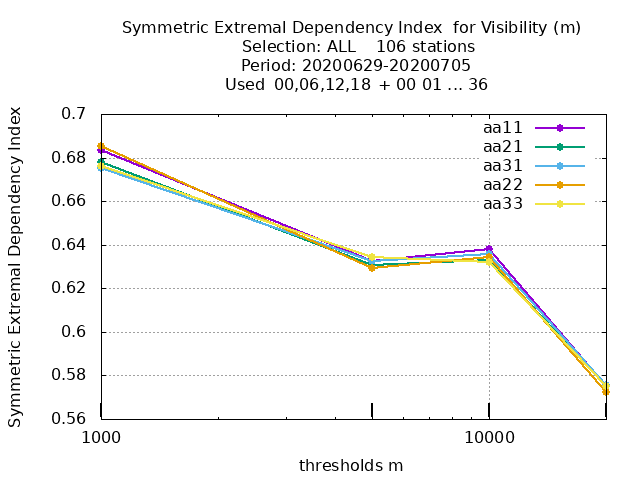 Symmetric Extremal Dependency Index  for Visibility (m)
Selection: ALL    106 stations
Period: 20200629-20200705
Used  00,06,12,18 + 00 01 ... 36
Symmetric Extremal Dependency Index
0.7
0.68
0.66
0.64
0.62
0.6
0.58
0.56
aa11
aa21
aa31
aa22
aa33
1000
10000
thresholds m